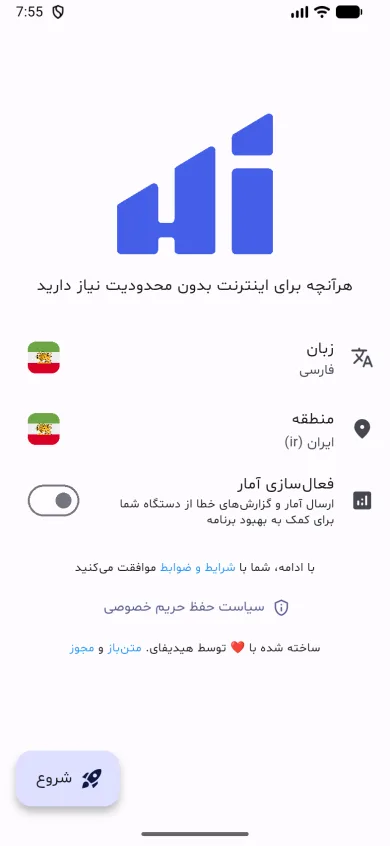 7:55
Hi
هرآنچه برای اینترنت بدون محدودیت نیاز دارید
زبان
فارسی
منطقه
ایران (ir)
فعال‌سازی آمار
ارسال آمار و گزارش‌های خطا از دستگاه شما
برای کمک به بهبود برنامه
با ادامه، شما با شرایط و ضوابط موافقت می‌کنید
سیاست حفظ حریم خصوصی
ساخته شده با ❤️ توسط هیدیفای. متن‌باز و مجوز
شروع